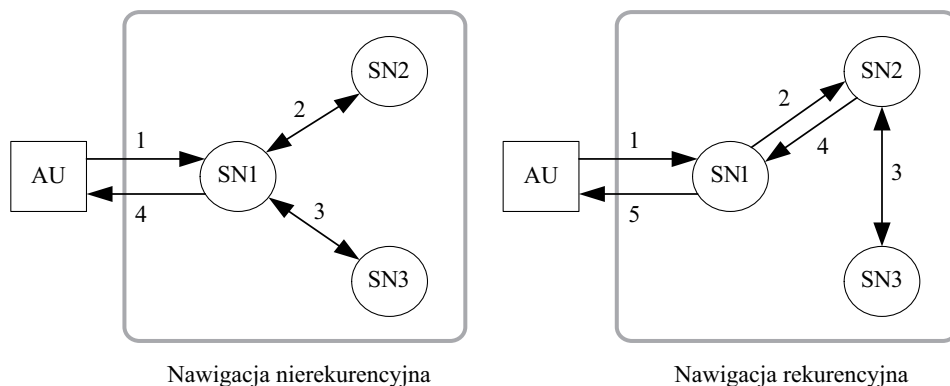 SN2
2
1
AU
SN1
4
3
SN3
Nawigacja nierekurencyjna
SN2
2
1
4
AU
SN1
3
5
SN3
Nawigacja rekurencyjna